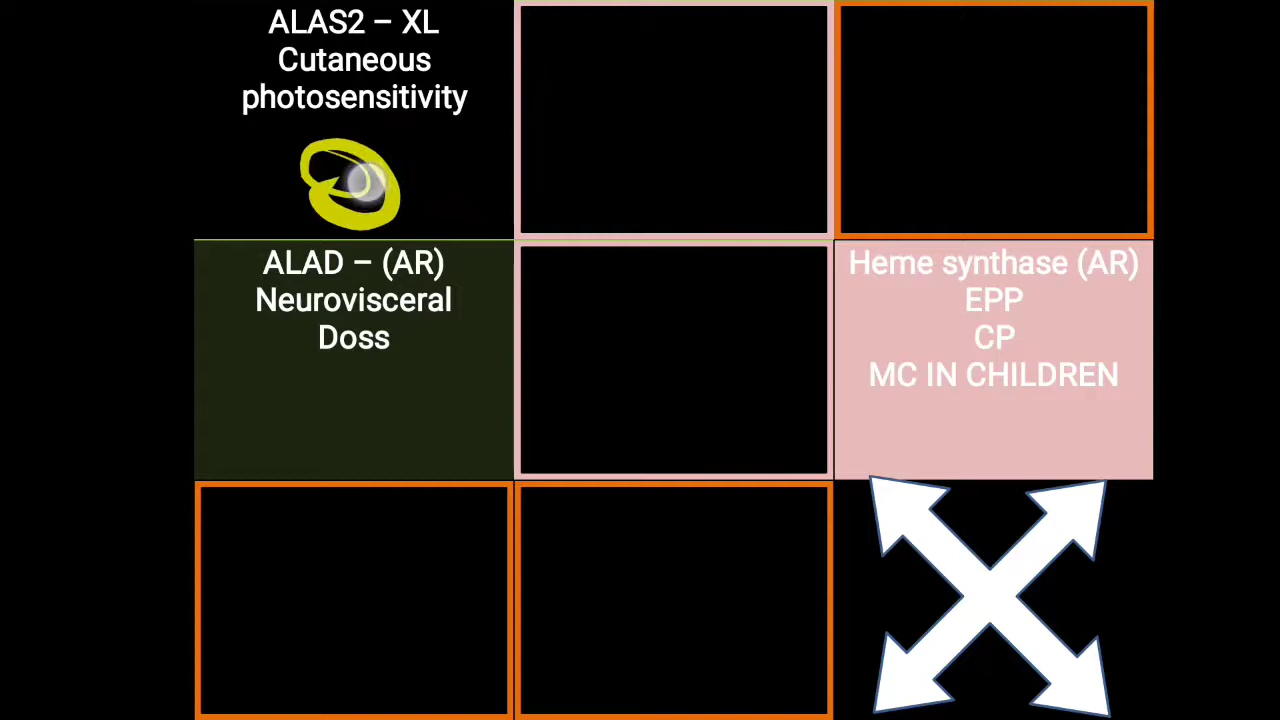 ALAS2 – XL
Cutaneous
photosensitivity
ALAD – (AR)
Neurovisceral
Doss
Heme synthase (AR)
EPP
CP
MC IN CHILDREN